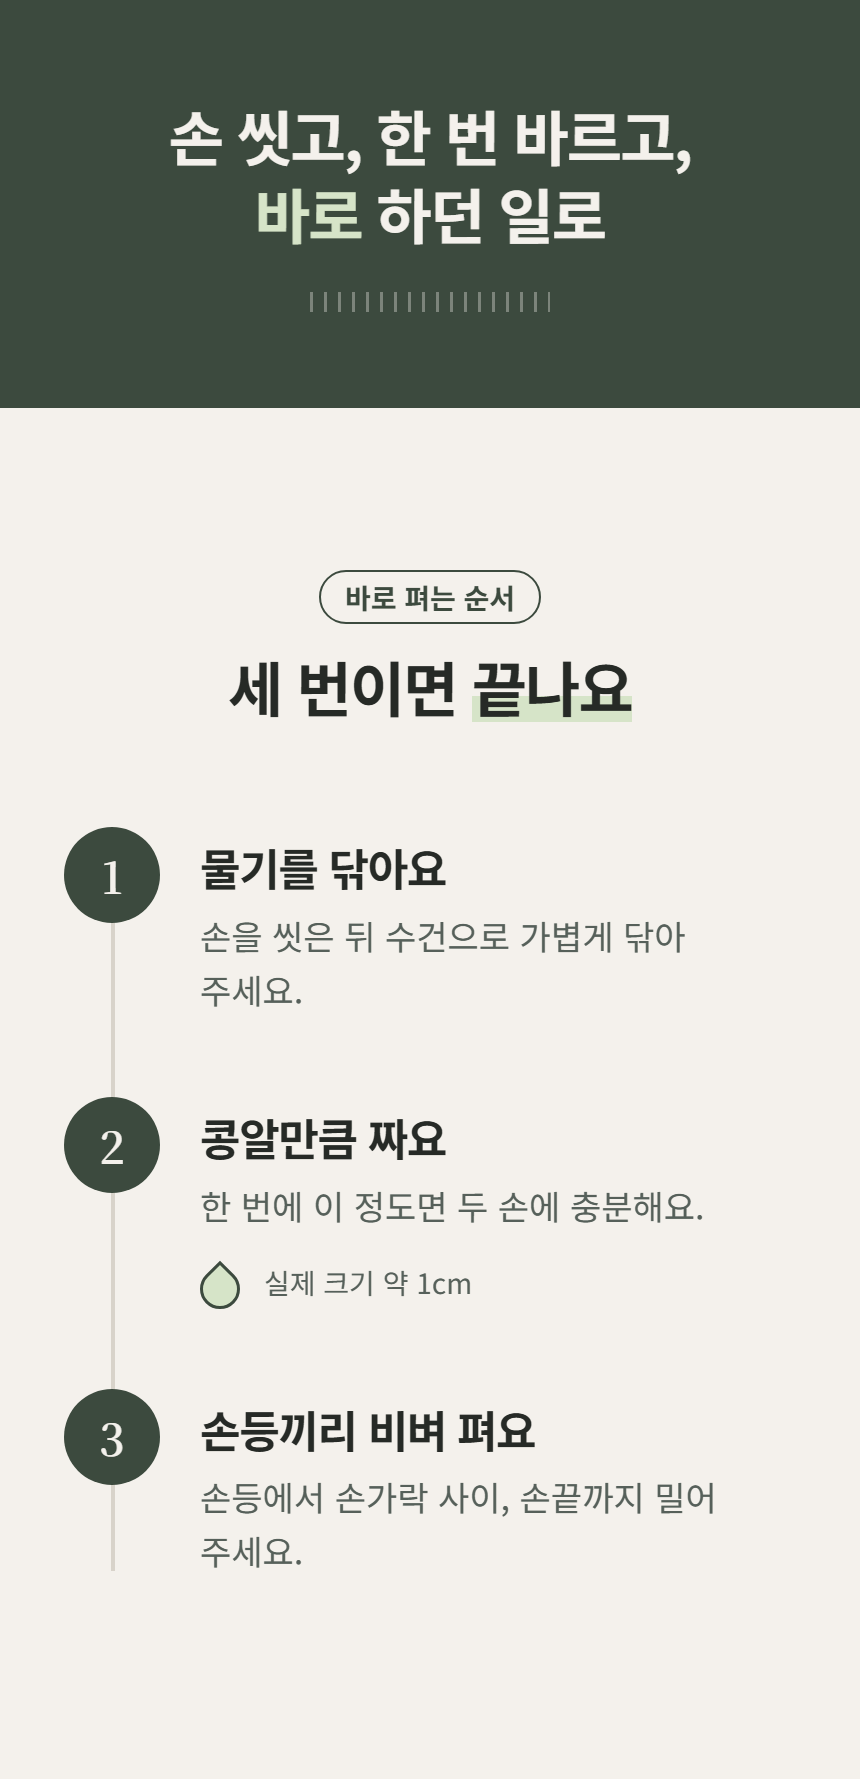 손 씻고, 한 번 바르고,
바로 하던 일로
바로 펴는 순서
세 번이면 끝나요
1
물기를 닦아요
손을 씻은 뒤 수건으로 가볍게 닦아
주세요.
2
콩알만큼 짜요
한 번에 이 정도면 두 손에 충분해요.
실제 크기 약 1cm
3
손등끼리 비벼 펴요
손등에서 손가락 사이, 손끝까지 밀어
주세요.